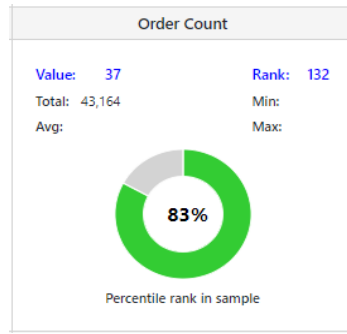 Order Count
Value: 37 Rank: 132
Total: 43,164 Min:
Avg: Max:
83%
Percentile rank in sample